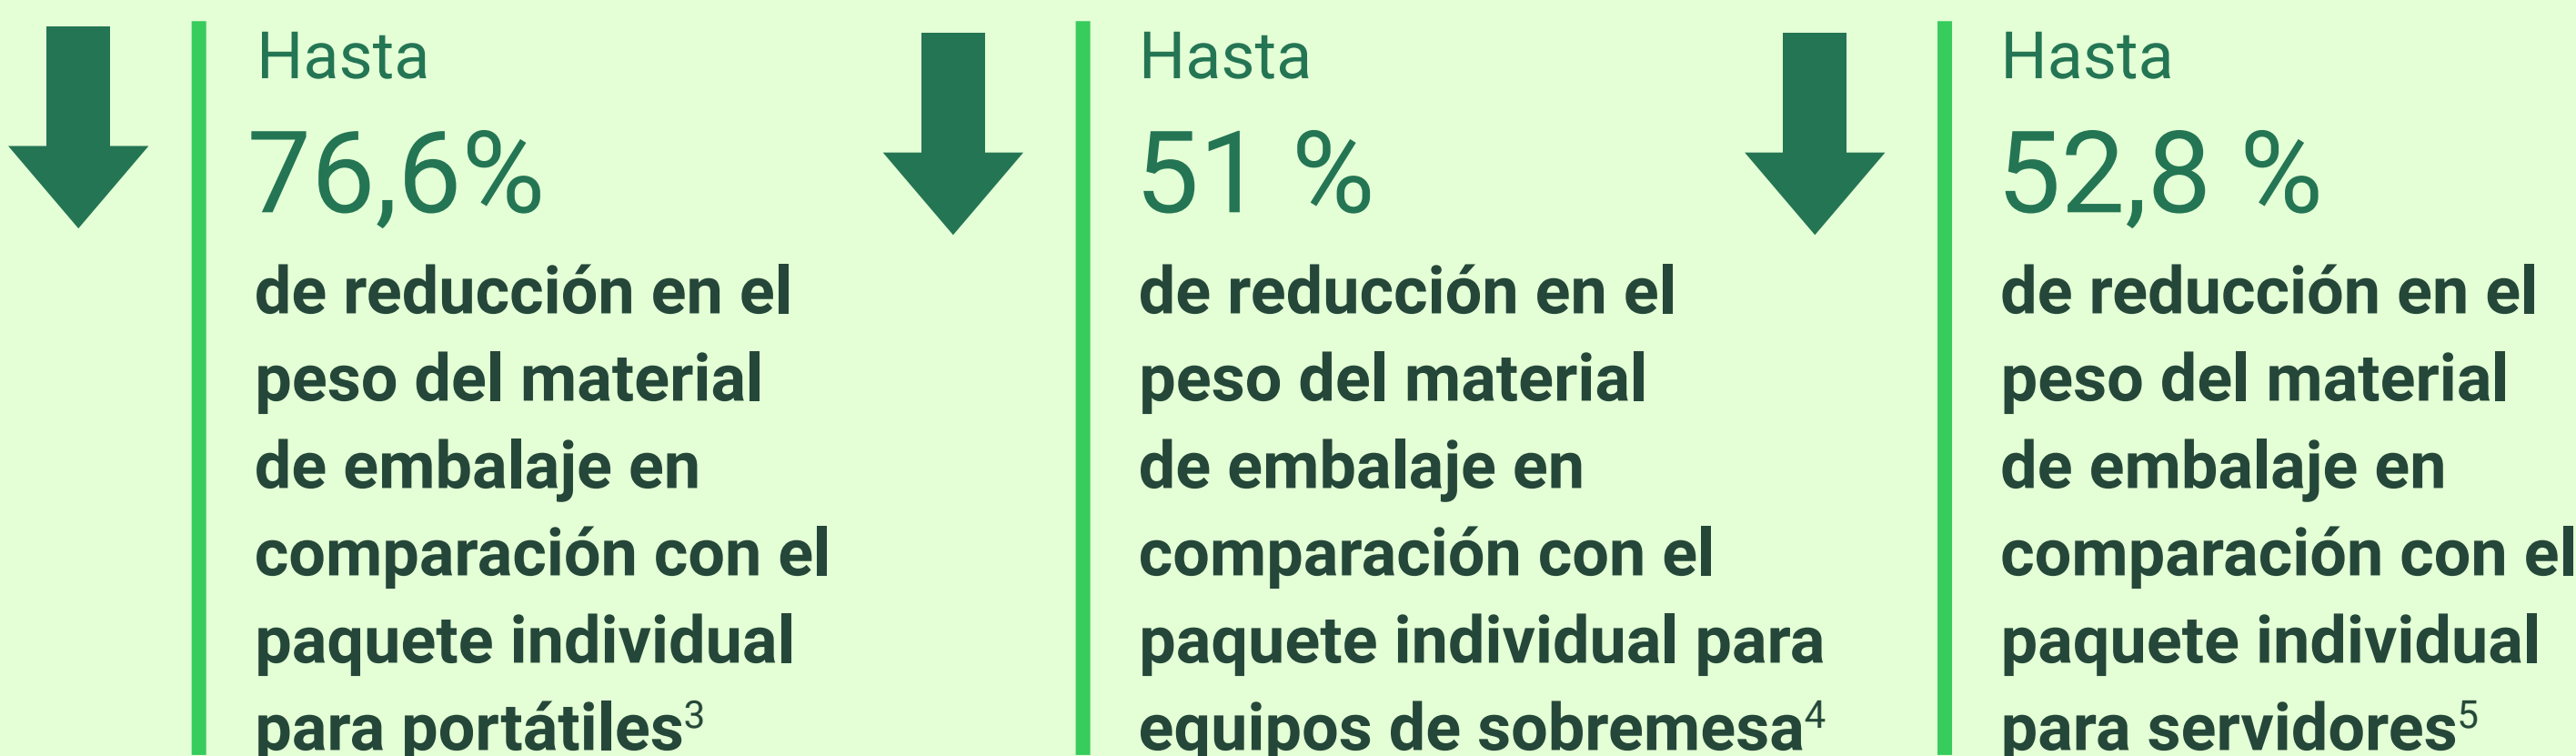 Hasta
76,6%
de reducción en el
peso del material
de embalaje en
comparación con el
paquete individual
para portátiles³
Hasta
51 %
de reducción en el
peso del material
de embalaje en
comparación con el
paquete individual para
equipos de sobremesa⁴
Hasta
52,8 %
de reducción en el
peso del material
de embalaje en
comparación con el
paquete individual
para servidores⁵